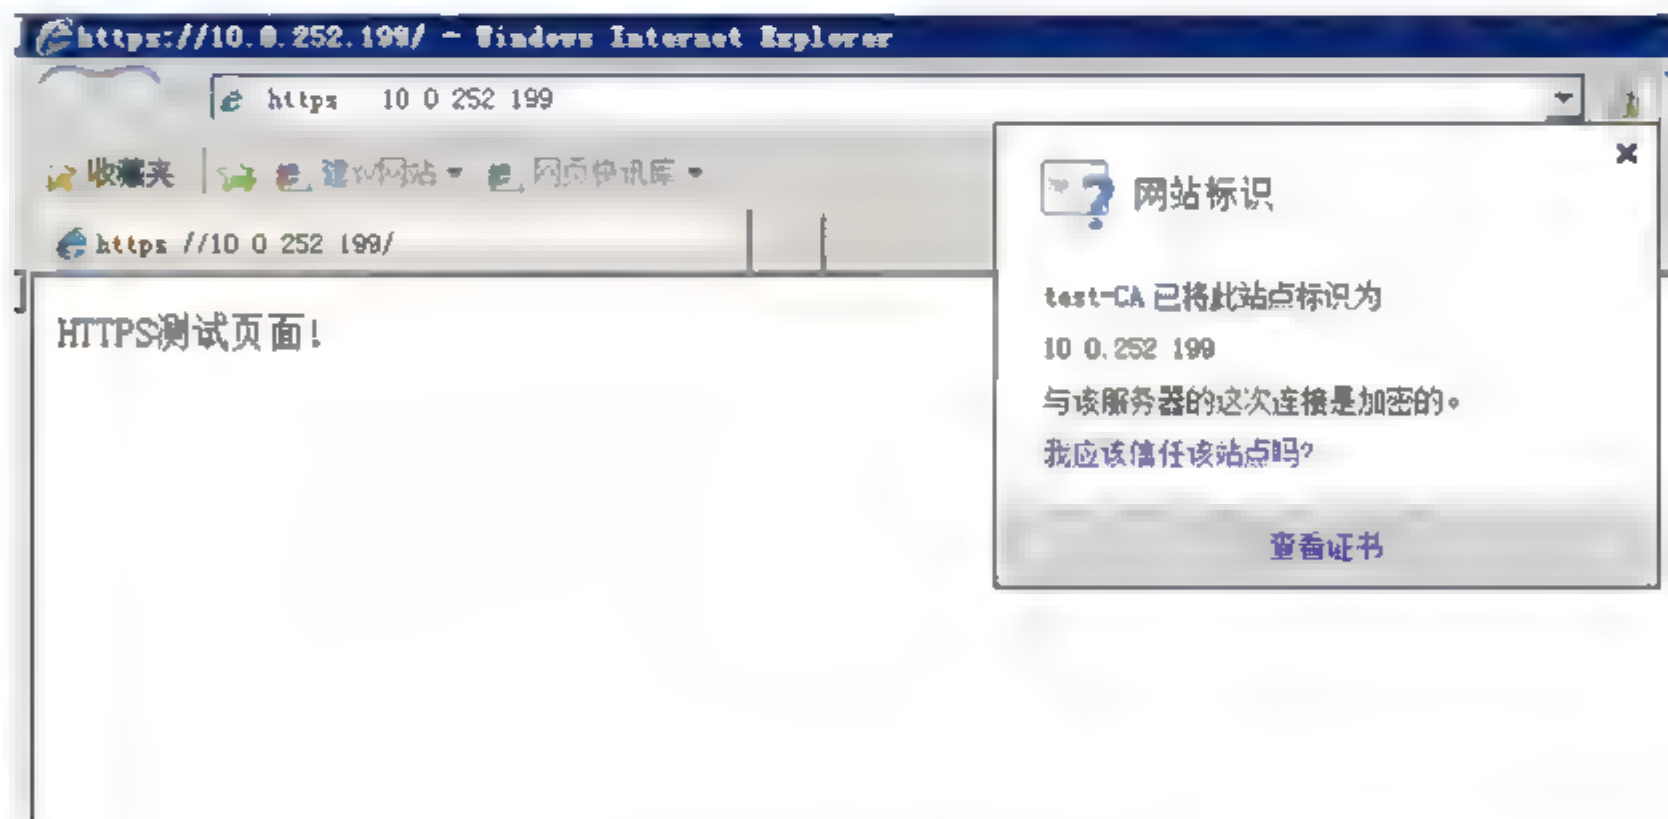 https://10.0.252.199/ - Windows Internet Explorer
https 10 0 252 199
收藏夹 建议网站 网页快讯库
https //10 0 252 199/
HTTPS测试页面!
网站标识
test-CA 已将此站点标识为
10 0.252 199
与该服务器的这次连接是加密的。
我应该信任该站点吗?
查看证书